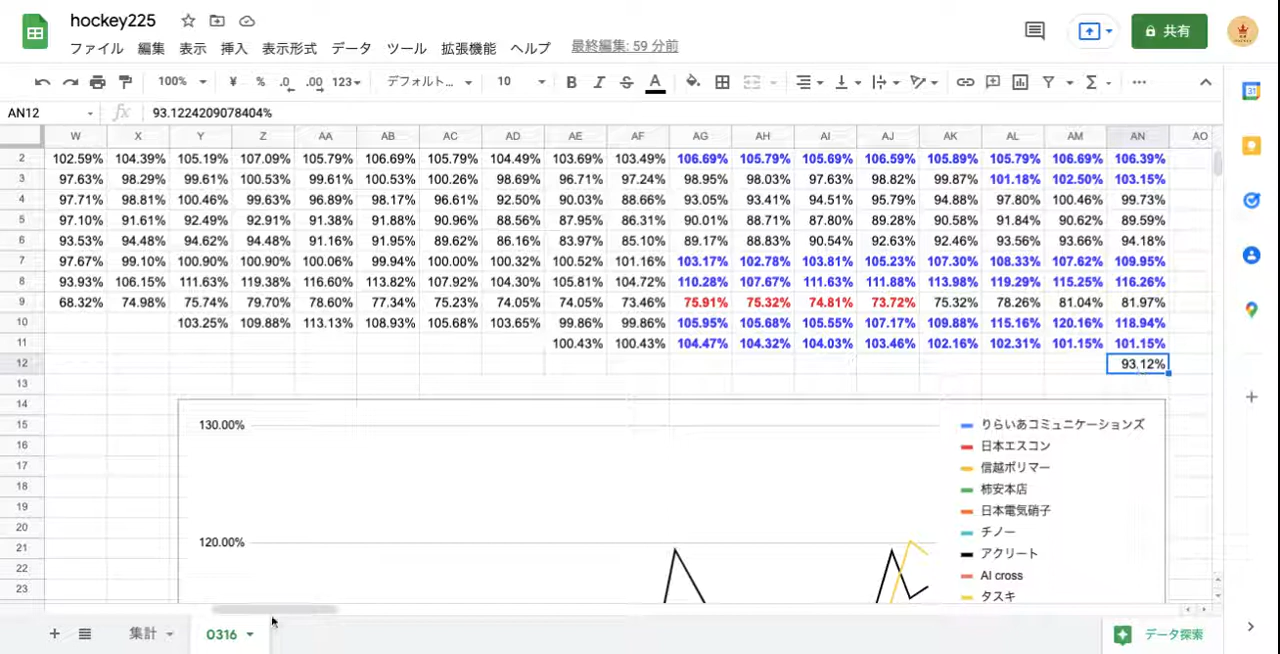 hockey225
ファイル 編集 表示 挿入 表示形式 データ ツール 拡張機能 ヘルプ 最終編集: 59 分前
共有
100% ¥ % .0 .00 123 デフォルト... 10 B I S A Σ
AN12 fx 93.1224209078404%
W X Y Z AA AB AC AD AE AF AG AH AI AJ AK AL AM AN AO
2 102.59% 104.39% 105.19% 107.09% 105.79% 106.69% 105.79% 104.49% 103.69% 103.49% 106.69% 105.79% 105.69% 106.59% 105.89% 105.79% 106.69% 106.39%
3 97.63% 98.29% 99.61% 100.53% 99.61% 100.53% 100.26% 98.69% 96.71% 97.24% 98.95% 98.03% 97.63% 98.82% 99.87% 101.18% 102.50% 103.15%
4 97.71% 98.81% 100.46% 99.63% 96.89% 98.17% 96.61% 92.50% 90.03% 88.66% 93.05% 93.41% 94.51% 95.79% 94.88% 97.80% 100.46% 99.73%
5 97.10% 91.61% 92.49% 92.91% 91.38% 91.88% 90.96% 88.56% 87.95% 86.31% 90.01% 88.71% 87.80% 89.28% 90.58% 91.84% 90.62% 89.59%
6 93.53% 94.48% 94.62% 94.48% 91.16% 91.95% 89.62% 86.16% 83.97% 85.10% 89.17% 88.83% 90.54% 92.63% 92.46% 93.56% 93.66% 94.18%
7 97.67% 99.10% 100.90% 100.90% 100.06% 99.94% 100.00% 100.32% 100.52% 101.16% 103.17% 102.78% 103.81% 105.23% 107.30% 108.33% 107.62% 109.95%
8 93.93% 106.15% 111.63% 119.38% 116.60% 113.82% 107.92% 104.30% 105.81% 104.72% 110.28% 107.67% 111.63% 111.88% 113.98% 119.29% 115.25% 116.26%
9 68.32% 74.98% 75.74% 79.70% 78.60% 77.34% 75.23% 74.05% 74.05% 73.46% 75.91% 75.32% 74.81% 73.72% 75.32% 78.26% 81.04% 81.97%
10 103.25% 109.88% 113.13% 108.93% 105.68% 103.65% 99.86% 99.86% 105.95% 105.68% 105.55% 107.17% 109.88% 115.16% 120.16% 118.94%
11 100.43% 100.43% 104.47% 104.32% 104.03% 103.46% 102.16% 102.31% 101.15% 101.15%
12 93.12%
13
14
15 130.00% りらいあコミュニケーションズ
16 日本エスコン
17 信越ポリマー
18 柿安本店
19 日本電気硝子
20 チノー
21 120.00% アクリート
22 AI cross
23 タスキ
集計 0316 データ探索